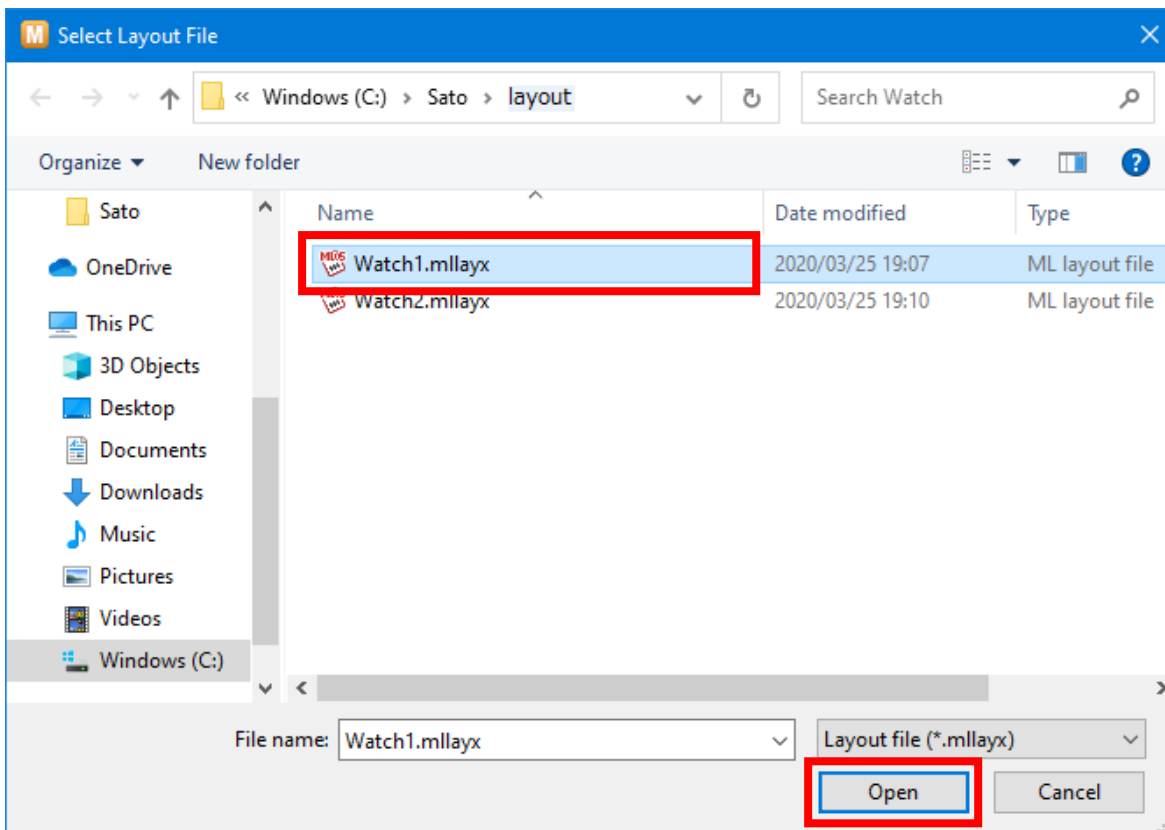 M Select Layout File
« Windows (C:) › Sato › layout
Search Watch
Organize New folder
?
Sato
OneDrive
This PC
3D Objects
Desktop
Documents
Downloads
Music
Pictures
Videos
Windows (C:)
Name Date modified Type
Watch1.mllayx 2020/03/25 19:07 ML layout file
Watch2.mllayx 2020/03/25 19:10 ML layout file
File name: Watch1.mllayx Layout file (*.mllayx)
Open Cancel